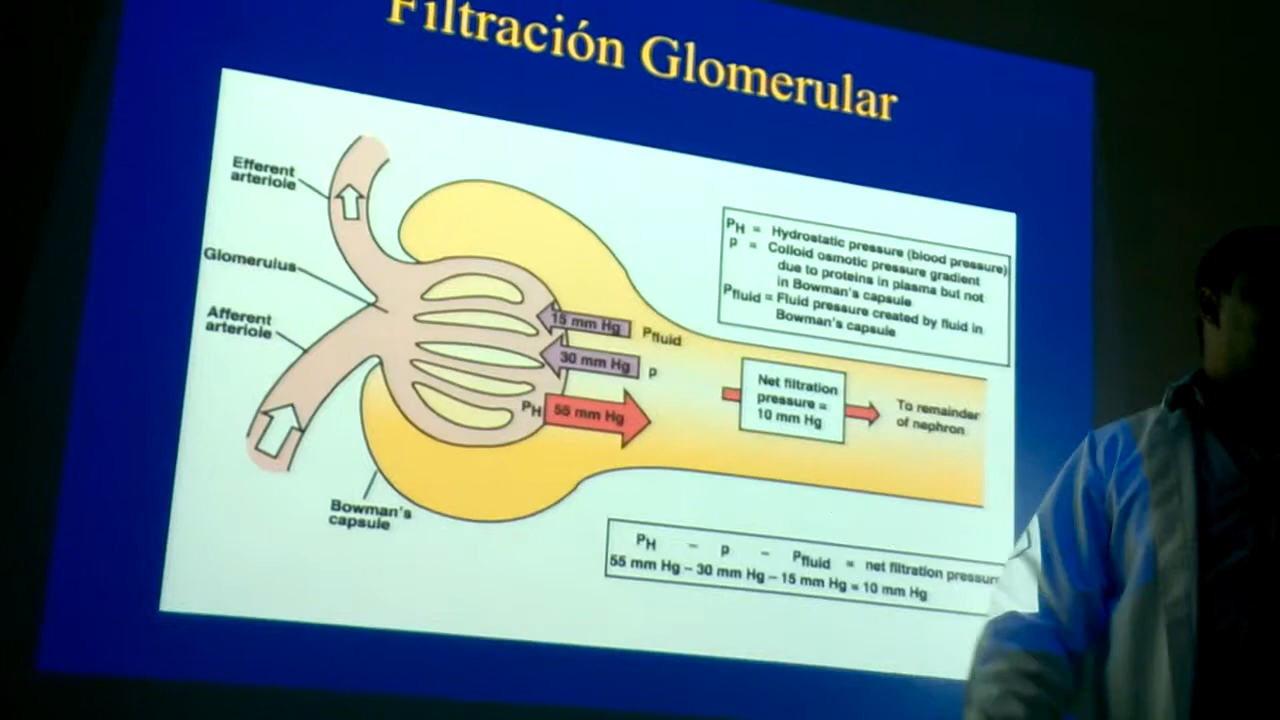 Filtración Glomerular
Efferent
arteriole
Glomerulus
Afferent
arteriole
Bowman's
capsule
15 mm Hg
Pfluid
30 mm Hg
p
PH
55 mm Hg
PH = Hydrostatic pressure (blood pressure)
p = Colloid osmotic pressure gradient
due to proteins in plasma but not
in Bowman's capsule
Pfluid = Fluid pressure created by fluid in
Bowman's capsule
Net filtration
pressure =
10 mm Hg
To remainder
of nephron
PH - p - Pfluid = net filtration pressur
55 mm Hg – 30 mm Hg – 15 mm Hg = 10 mm Hg